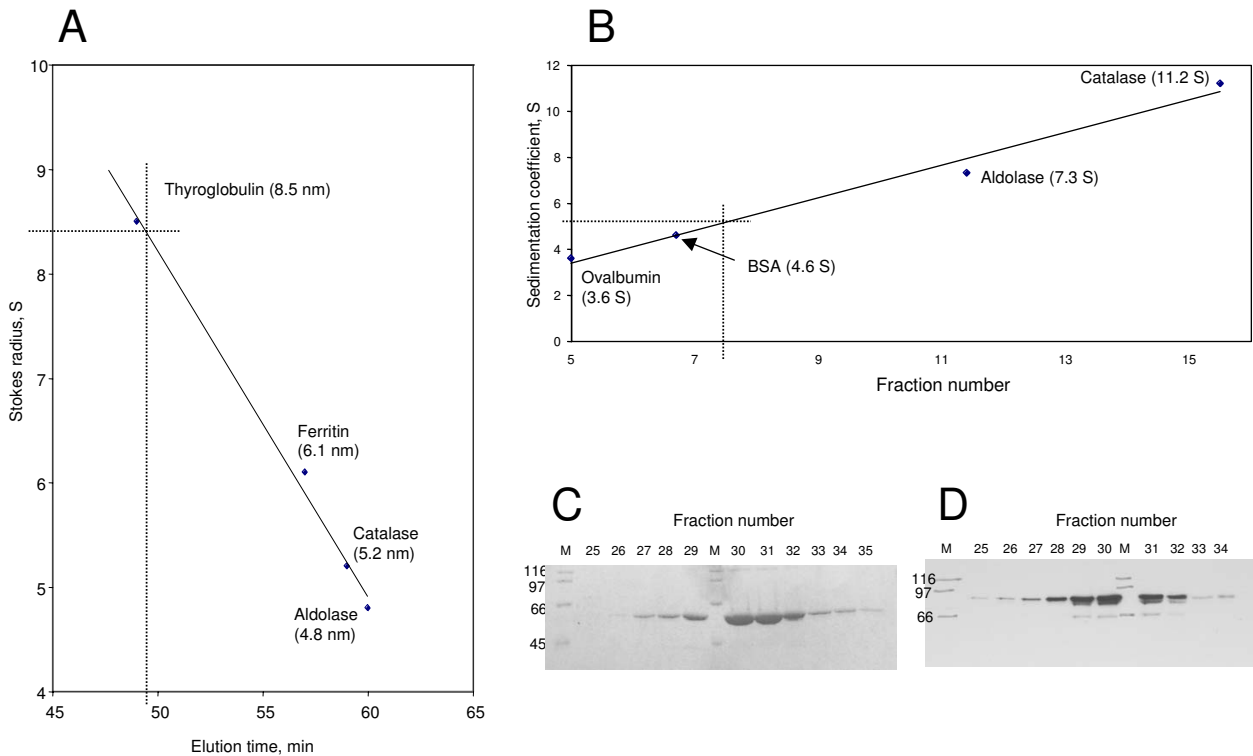 A
10
9
8
7
6
5
4
45
50
55
60
65
Stokes radius, S
Elution time, min
Thyroglobulin (8.5 nm)
Ferritin
(6.1 nm)
Catalase
(5.2 nm)
Aldolase
(4.8 nm)
B
12
10
8
6
4
2
0
5
7
9
11
13
15
Sedimentation coefficient, S
Fraction number
Catalase (11.2 S)
Aldolase (7.3 S)
BSA (4.6 S)
Ovalbumin
(3.6 S)
C
Fraction number
M 25 26 27 28 29 M 30 31 32 33 34 35
116
97
66
45
D
Fraction number
M 25 26 27 28 29 30 M 31 32 33 34
116
97
66